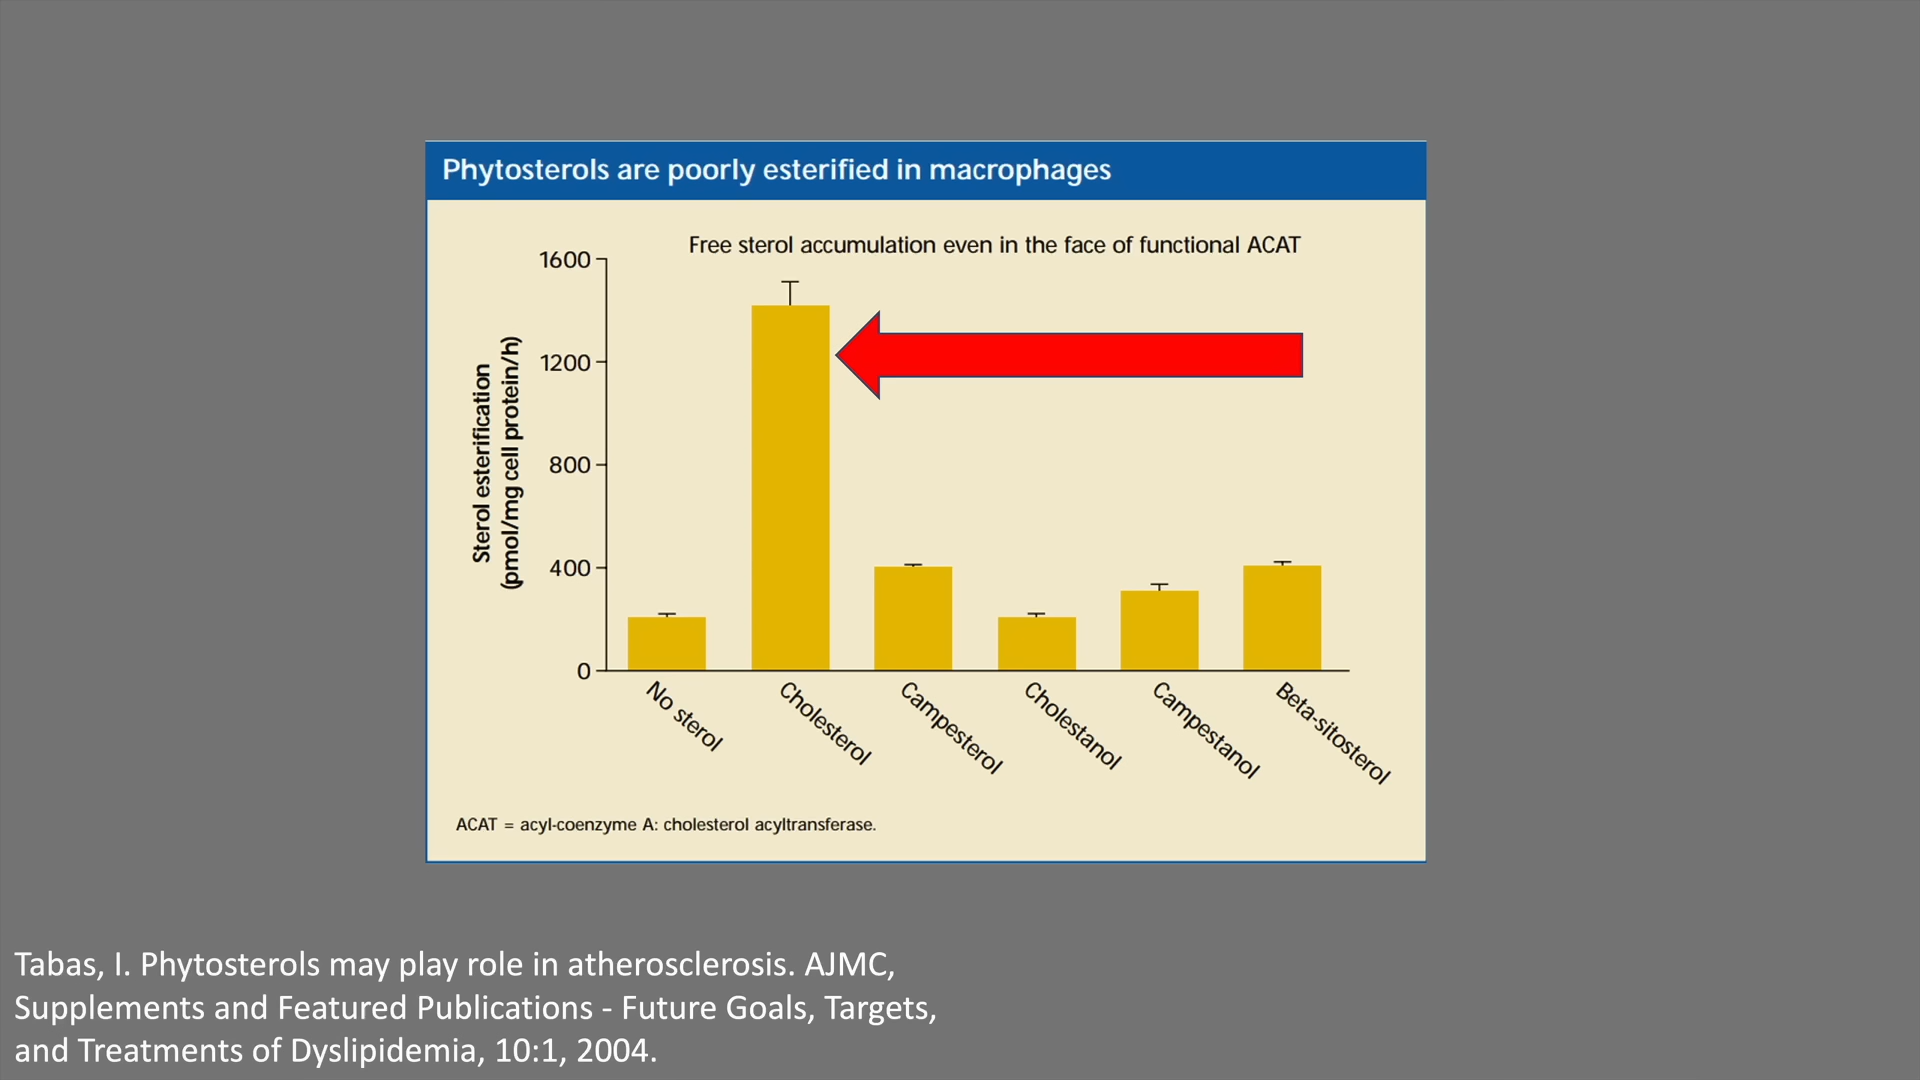 Phytosterols are poorly esterified in macrophages
Free sterol accumulation even in the face of functional ACAT
Sterol esterification
(pmol/mg cell protein/h)
1600
1200
800
400
0
No sterol
Cholesterol
Campesterol
Cholestanol
Campestanol
Beta-sitosterol
ACAT = acyl-coenzyme A: cholesterol acyltransferase.
Tabas, I. Phytosterols may play role in atherosclerosis. AJMC,
Supplements and Featured Publications - Future Goals, Targets,
and Treatments of Dyslipidemia, 10:1, 2004.